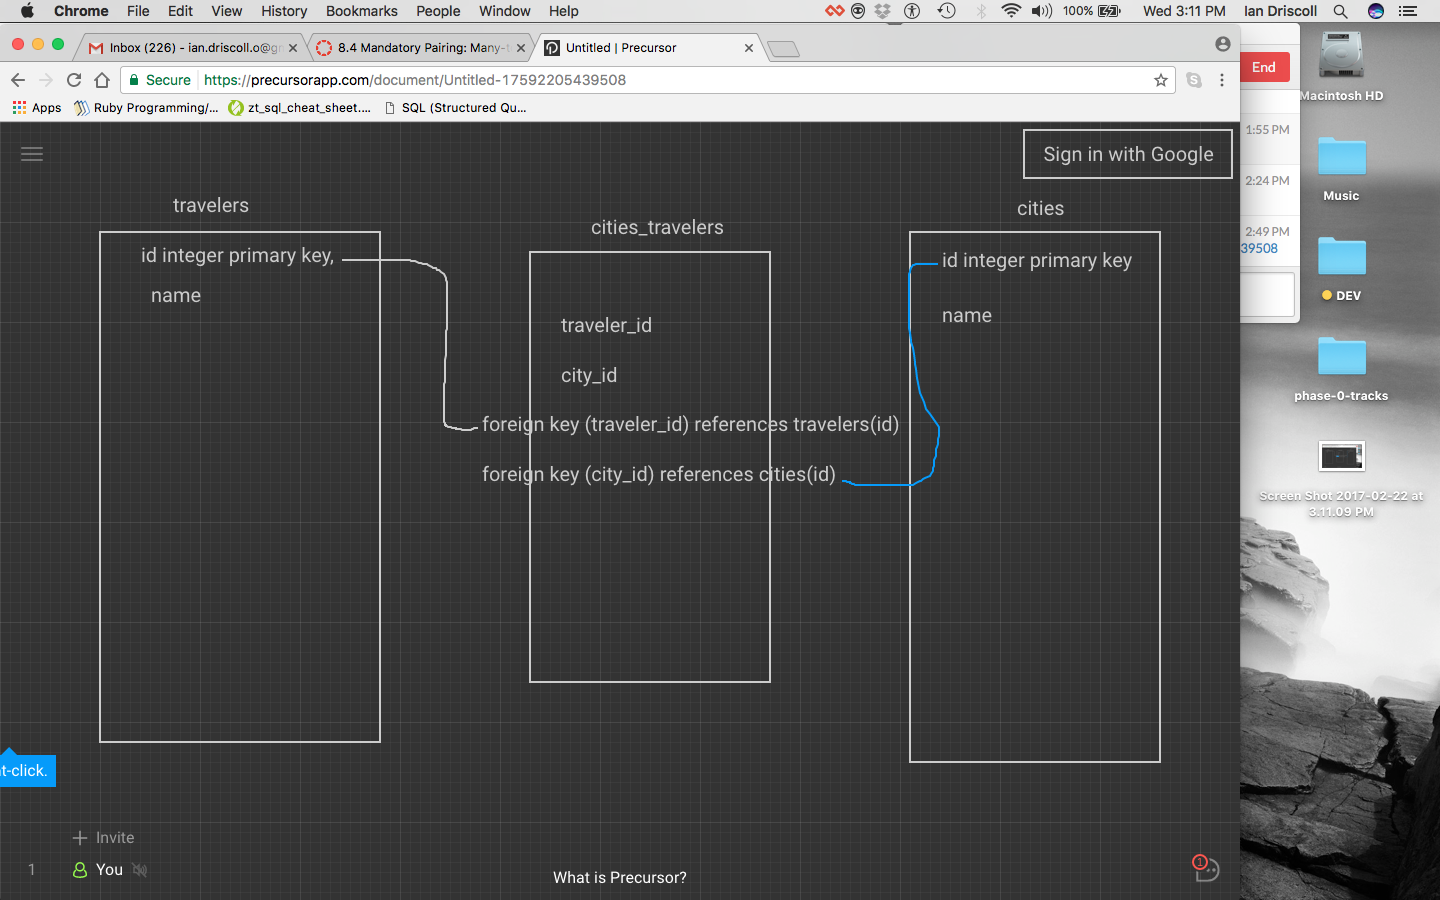 Chrome File Edit View History Bookmarks People Window Help 100% Wed 3:11 PM Ian Driscoll
Inbox (226) - ian.driscoll.o@gm
8.4 Mandatory Pairing: Many-t
Untitled | Precursor
Secure https://precursorapp.com/document/Untitled-17592205439508
Apps Ruby Programming/... zt_sql_cheat_sheet.... SQL (Structured Qu...
End
Macintosh HD
1:55 PM
2:24 PM
Music
2:49 PM
39508
DEV
phase-0-tracks
Screen Shot 2017-02-22 at
3.11.09 PM
Sign in with Google
travelers
id integer primary key,
name
cities_travelers
traveler_id
city_id
foreign key (traveler_id) references travelers(id)
foreign key (city_id) references cities(id)
cities
id integer primary key
name
t-click.
Invite
1 You
What is Precursor?
1